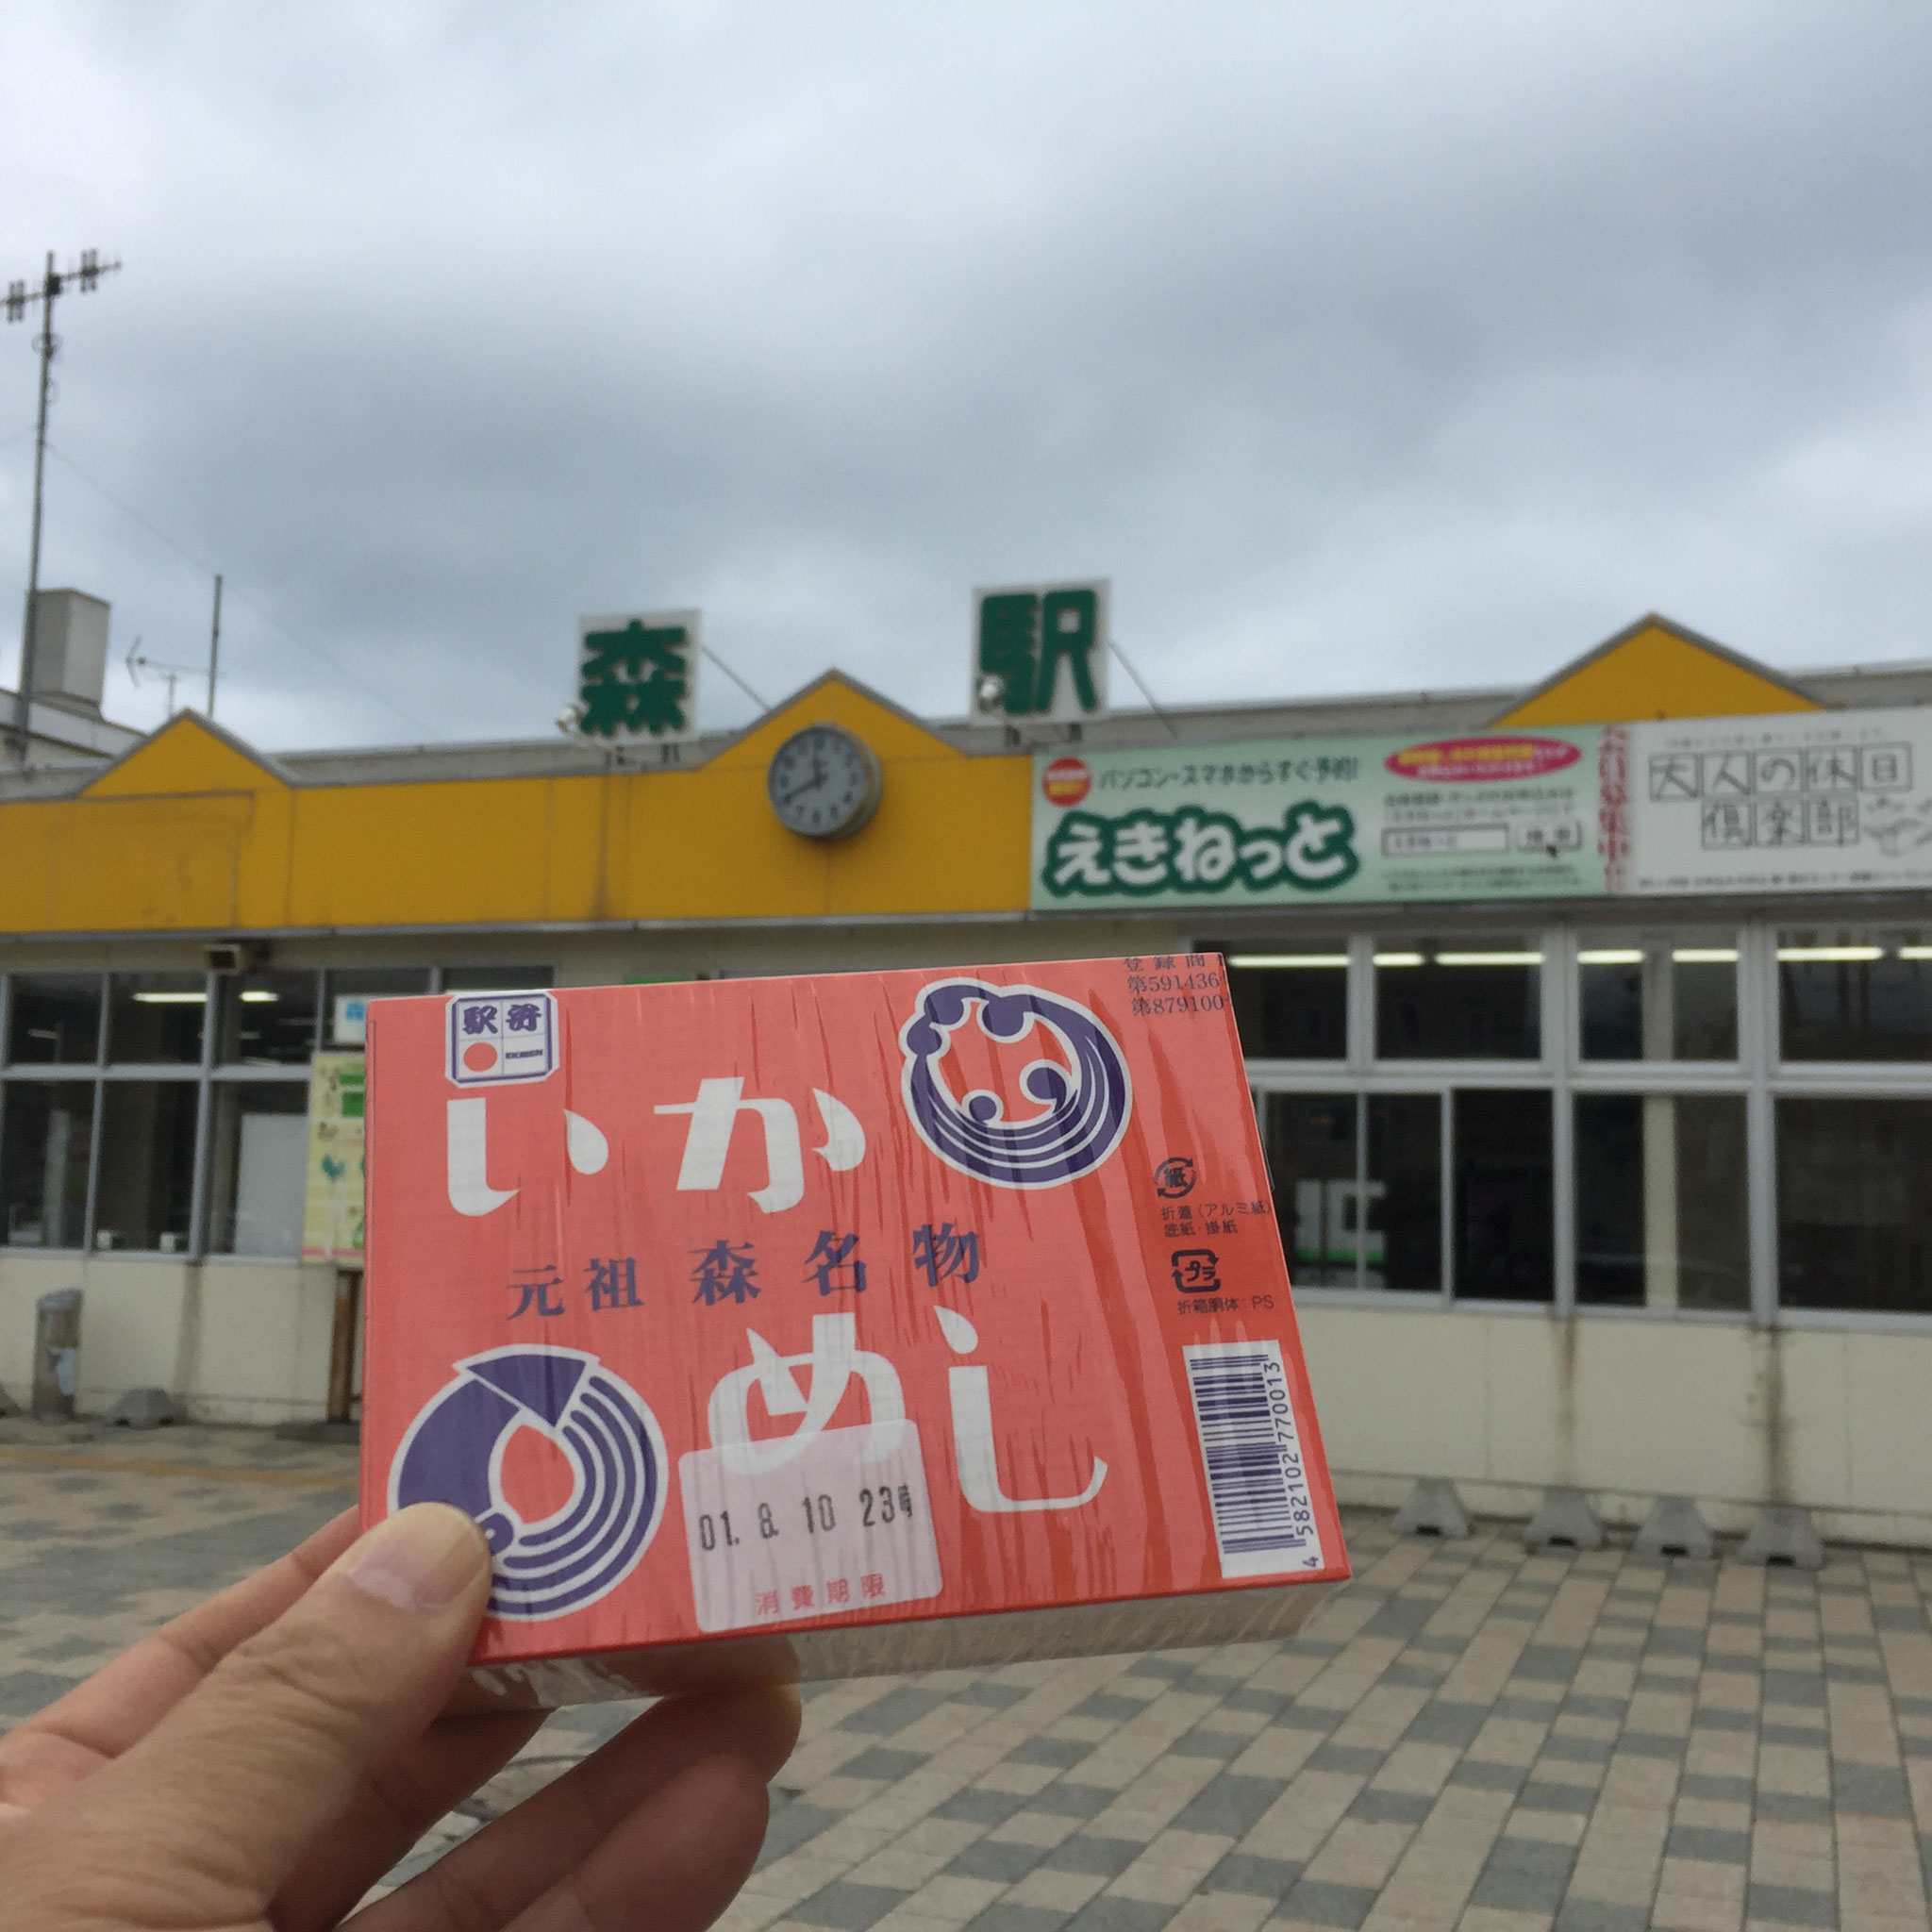 森 駅
パソコン・スマホからすぐ予約!
えきねっと
大人の休日
倶楽部
駅弁
EKIBEN
登録商
第591436
第879100
いか
元祖 森名物
めし
紙
折蓋(アルミ紙)
底紙・掛紙
プラ
折箱胴体:PS
01. 8. 10 23時
消費期限
4 582102 770013